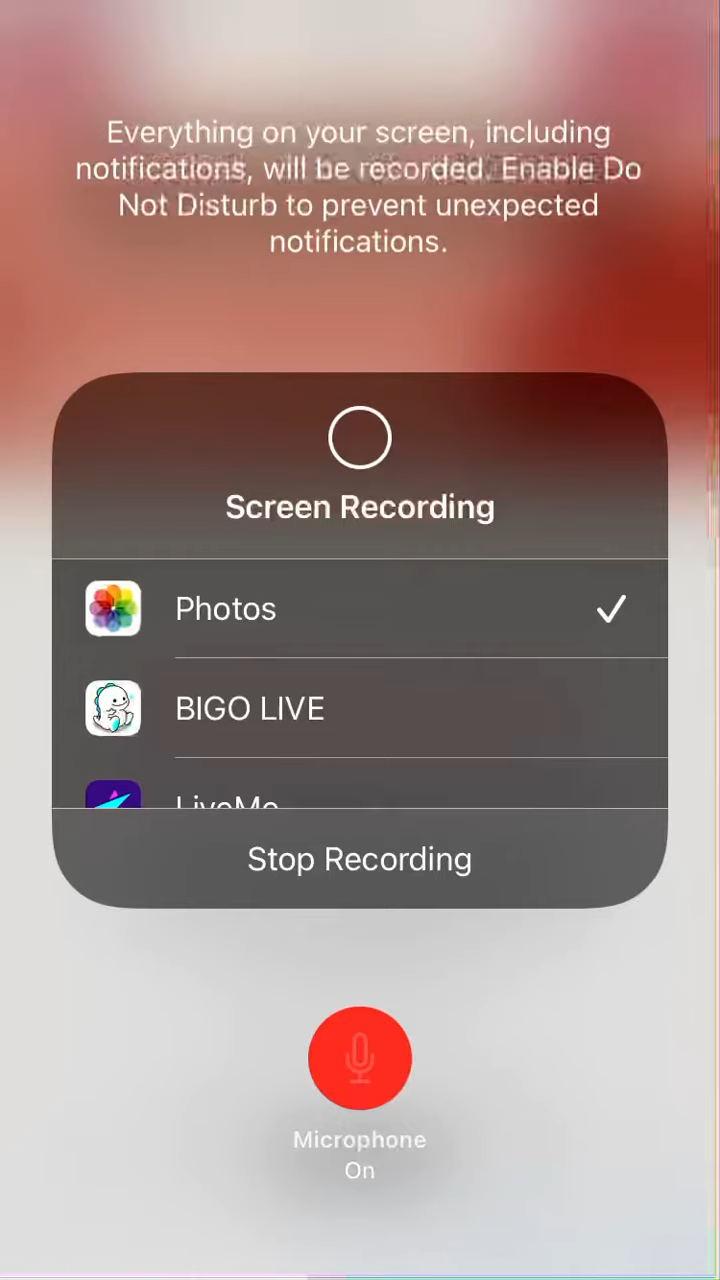 Everything on your screen, including
notifications, will be recorded. Enable Do
Not Disturb to prevent unexpected
notifications.
Screen Recording
Photos
BIGO LIVE
LiveMe
Stop Recording
Microphone
On